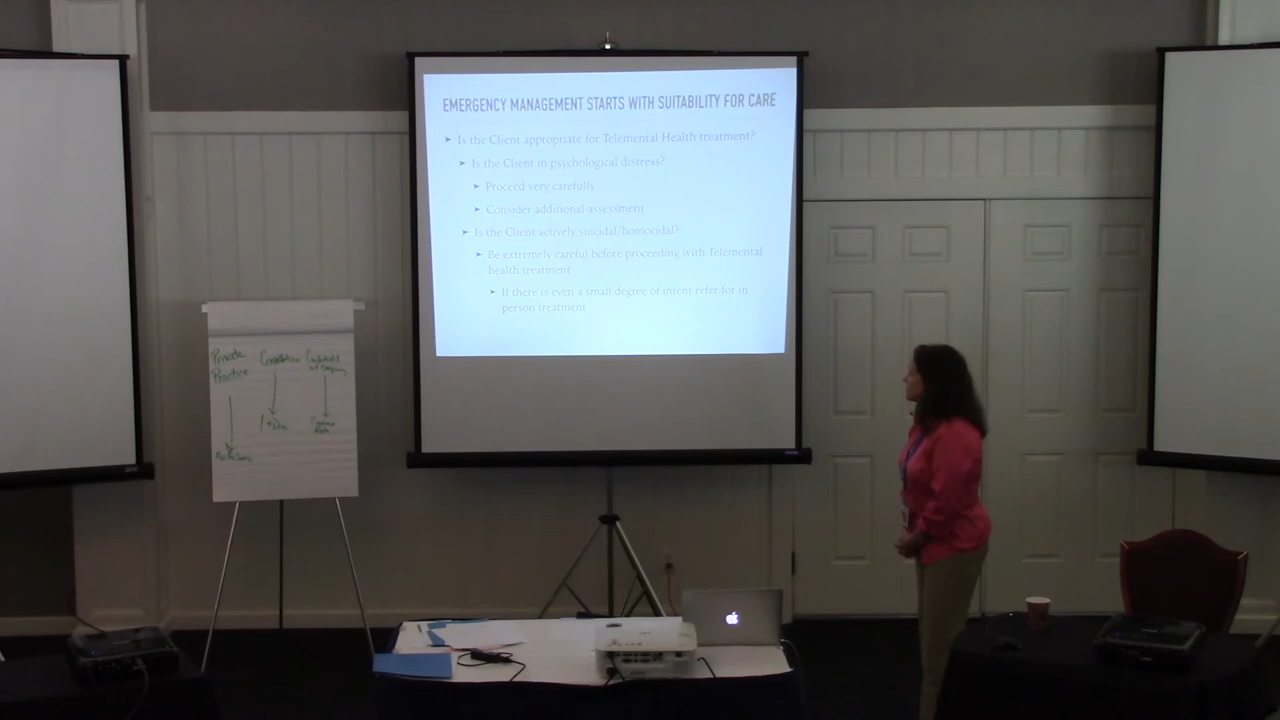 EMERGENCY MANAGEMENT STARTS WITH SUITABILITY FOR CARE
➤ Is the Client appropriate for Telemental Health treatment?
➤ Is the Client in psychological distress?
➤ Proceed very carefully
➤ Consider additional assessment
➤ Is the Client actively suicidal/homocidal?
➤ Be extremely careful before proceeding with Telemental
health treatment
➤ If there is even a small degree of intent refer for in
person treatment
Private
Practice
Consultation